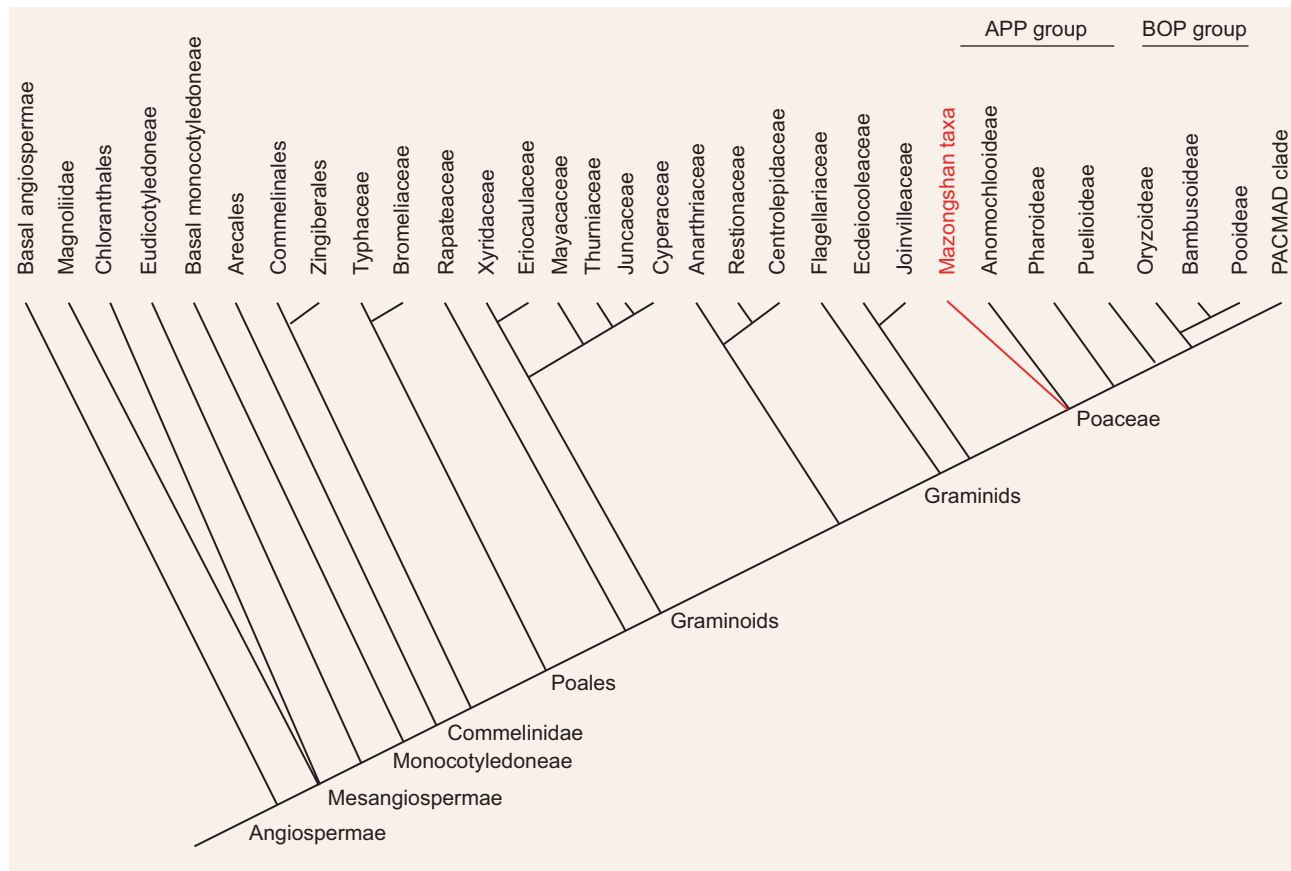 APP group
BOP group
Basal angiospermae
Magnoliidae
Chloranthales
Eudicotyledoneae
Basal monocotyledoneae
Arecales
Commelinales
Zingiberales
Typhaceae
Bromeliaceae
Rapateaceae
Xyridaceae
Eriocaulaceae
Mayacaceae
Thurniaceae
Juncaceae
Cyperaceae
Anarthriaceae
Restionaceae
Centrolepidaceae
Flagellariaceae
Ecdeiocoleaceae
Joinvilleaceae
Mazongshan taxa
Anomochlooideae
Pharoideae
Puelioideae
Oryzoideae
Bambusoideae
Pooideae
PACMAD clade
Poaceae
Graminids
Graminoids
Poales
Commelinidae
Monocotyledoneae
Mesangiospermae
Angiospermae